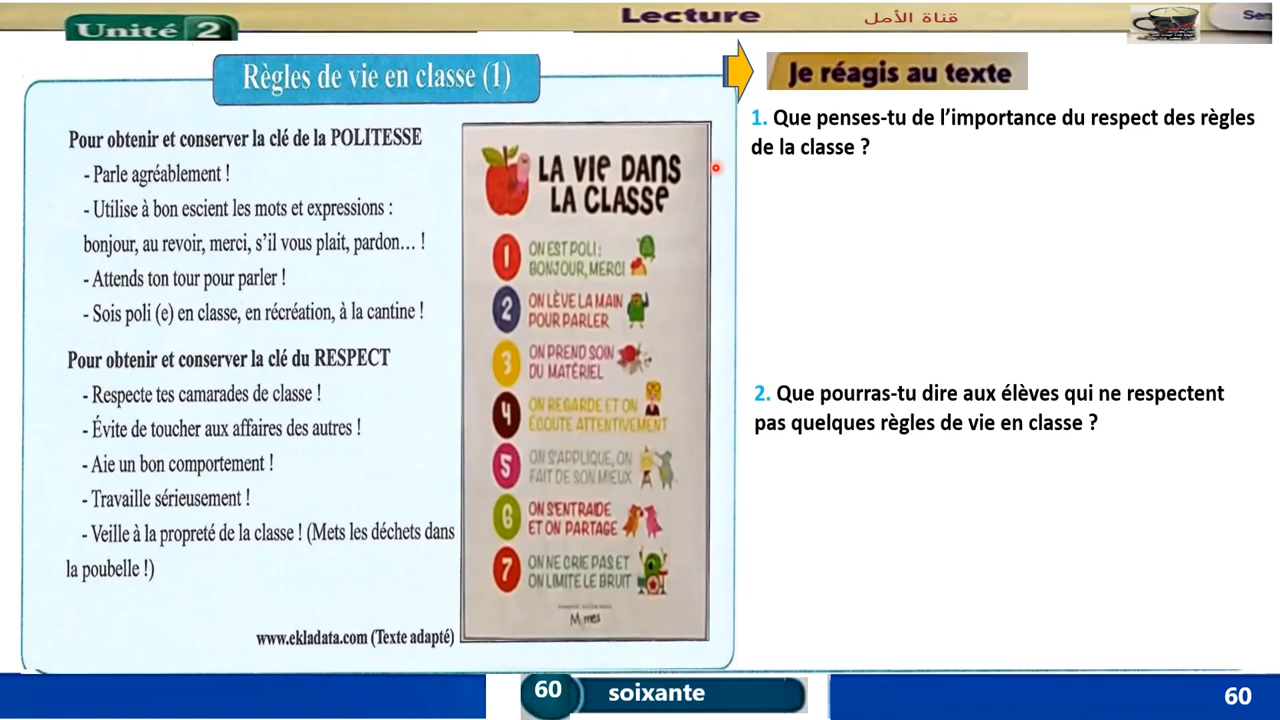 Unité 2
Lecture
قناة الأمل
Règles de vie en classe (1)
Pour obtenir et conserver la clé de la POLITESSE
- Parle agréablement !
- Utilise à bon escient les mots et expressions :
bonjour, au revoir, merci, s’il vous plait, pardon… !
- Attends ton tour pour parler !
- Sois poli (e) en classe, en récréation, à la cantine !
Pour obtenir et conserver la clé du RESPECT
- Respecte tes camarades de classe !
- Évite de toucher aux affaires des autres !
- Aie un bon comportement !
- Travaille sérieusement !
- Veille à la propreté de la classe ! (Mets les déchets dans
la poubelle !)
www.ekladata.com (Texte adapté)
LA VIE DANS
LA CLASSE
1 ON EST POLI :
BONJOUR, MERCI
2 ON LÈVE LA MAIN
POUR PARLER
3 ON PREND SOIN
DU MATÉRIEL
4 ON REGARDE ET ON
ÉCOUTE ATTENTIVEMENT
5 ON S'APPLIQUE, ON
FAIT DE SON MIEUX
6 ON S'ENTRAIDE
ET ON PARTAGE
7 ON NE CRIE PAS ET
ON LIMITE LE BRUIT
Je réagis au texte
1. Que penses-tu de l’importance du respect des règles
de la classe ?
2. Que pourras-tu dire aux élèves qui ne respectent
pas quelques règles de vie en classe ?
60 soixante
60